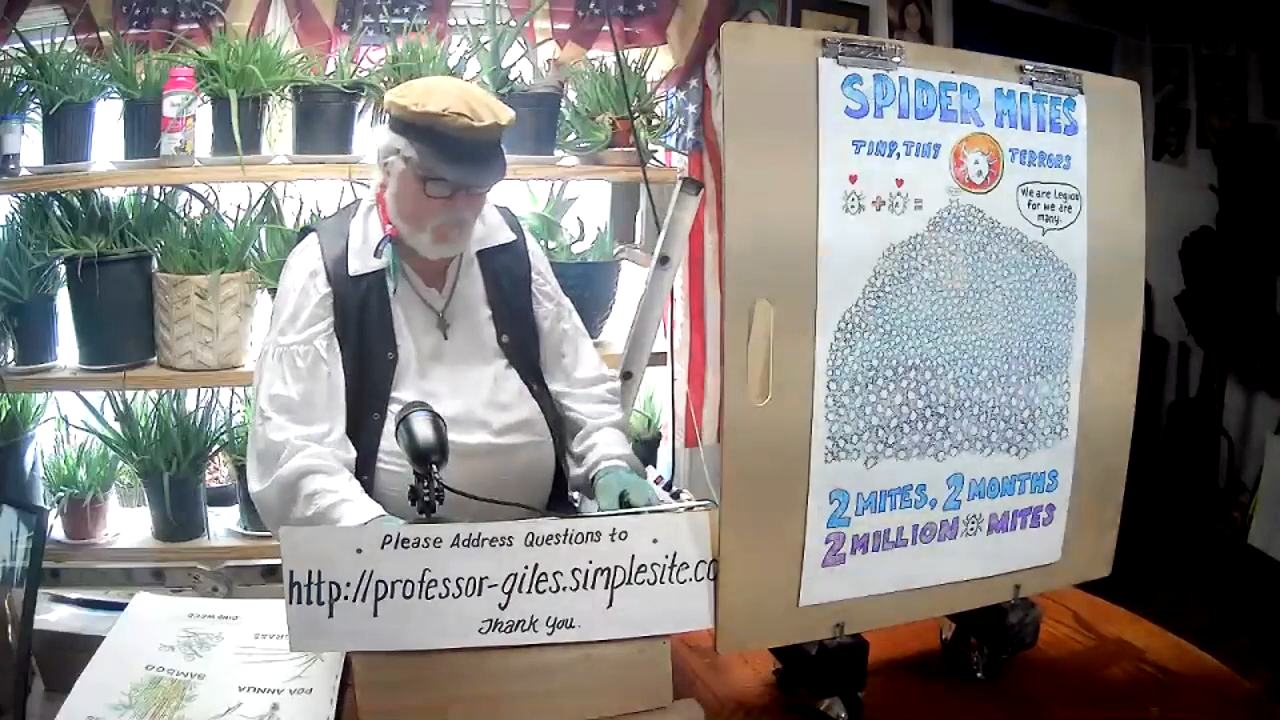 SPIDER MITES
TINY, TINY TERRORS
We are Legion
for we are
many.
2 MITES, 2 MONTHS
2 MILLION MITES
Please Address Questions to
http://professor-giles.simplesite.co
Thank You.
GRASS
BAMBOO
POA ANNUA